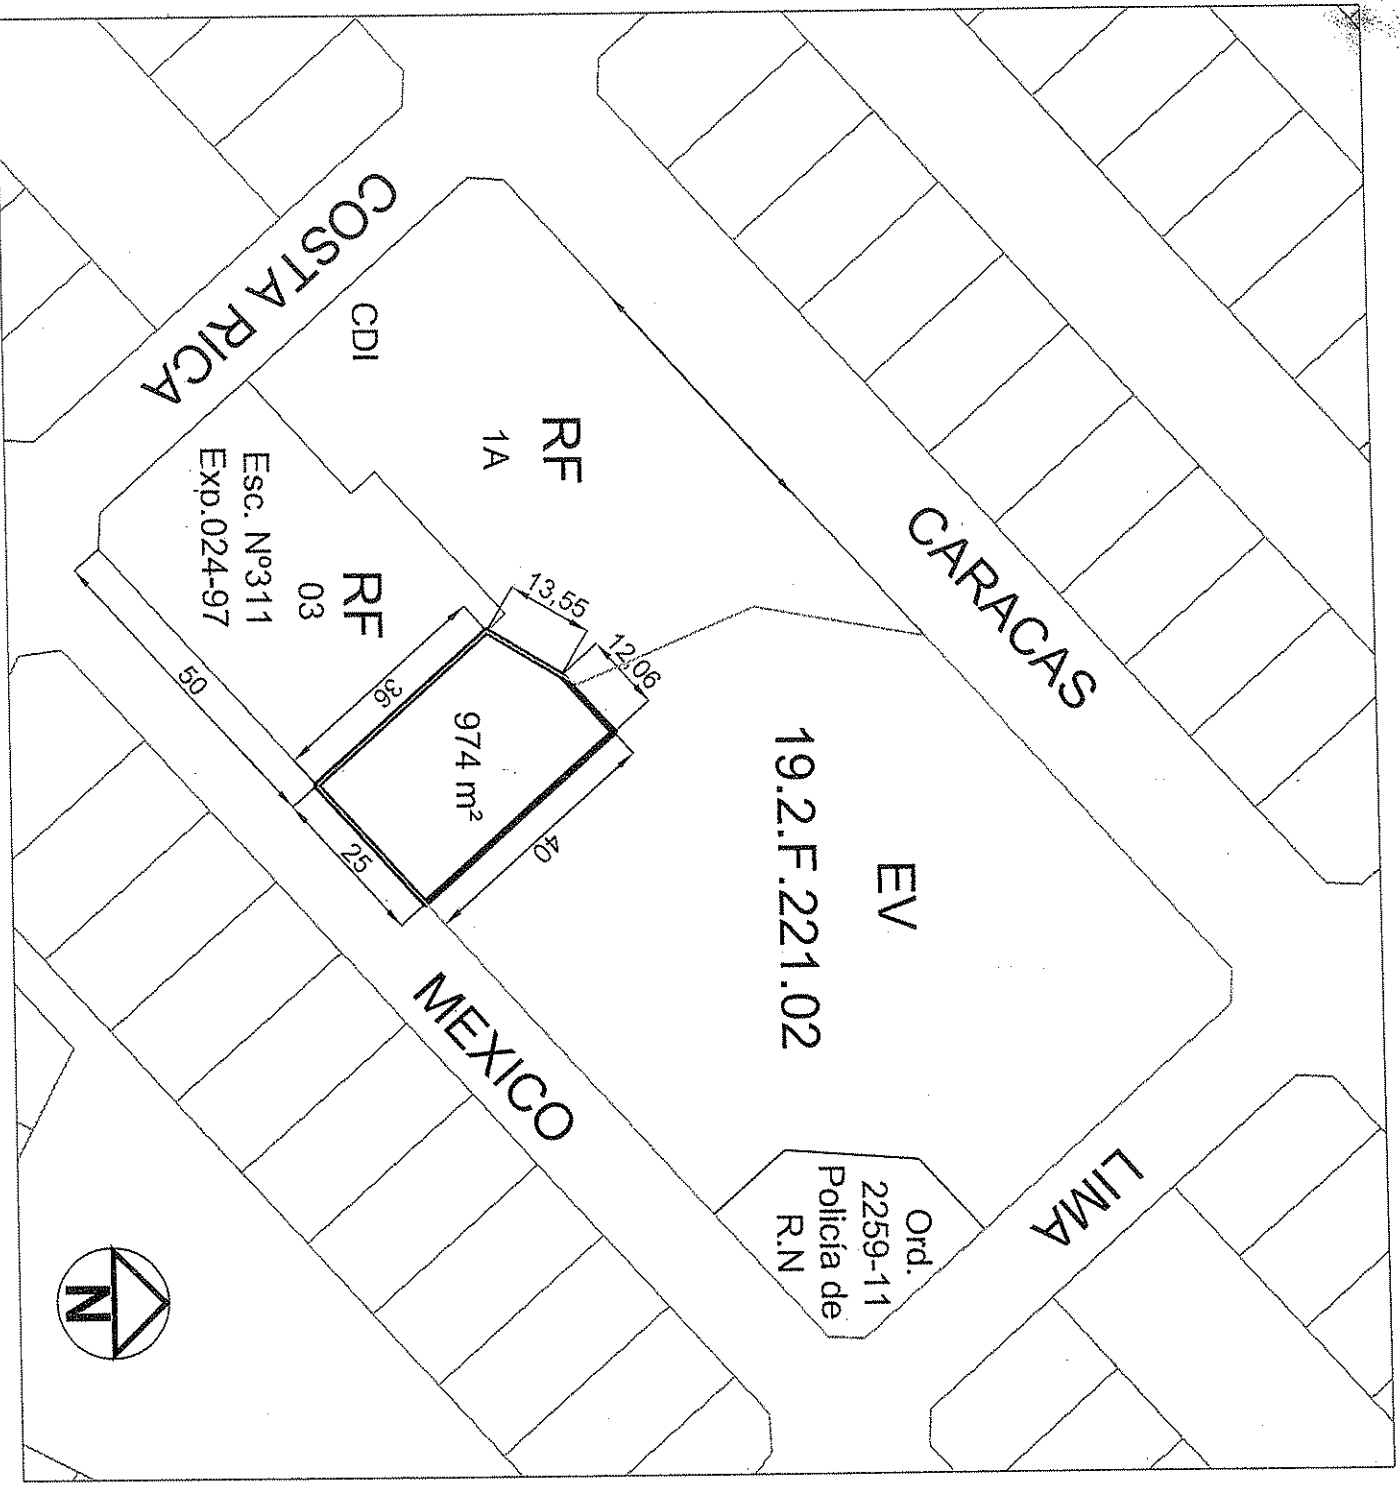 COSTA RICA
CARACAS
LIMA
MEXICO
CDI
RF
1A
RF
03
Esc. Nº311
Exp.024-97
EV
19.2.F.221.02
Ord.
2259-11
Policía de
R.N
13,55
12,06
36
974 m²
40
50
25
N